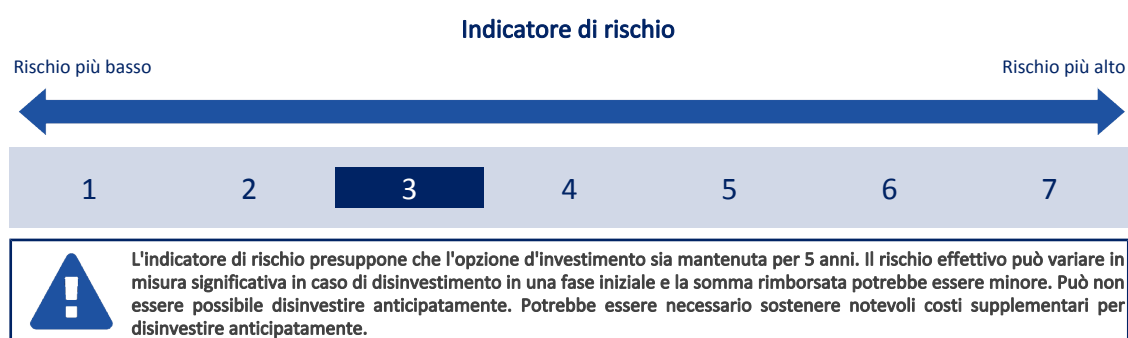 Indicatore di rischio
Rischio più basso
Rischio più alto
1 2 3 4 5 6 7
L'indicatore di rischio presuppone che l'opzione d'investimento sia mantenuta per 5 anni. Il rischio effettivo può variare in
misura significativa in caso di disinvestimento in una fase iniziale e la somma rimborsata potrebbe essere minore. Può non
essere possibile disinvestire anticipatamente. Potrebbe essere necessario sostenere notevoli costi supplementari per
disinvestire anticipatamente.